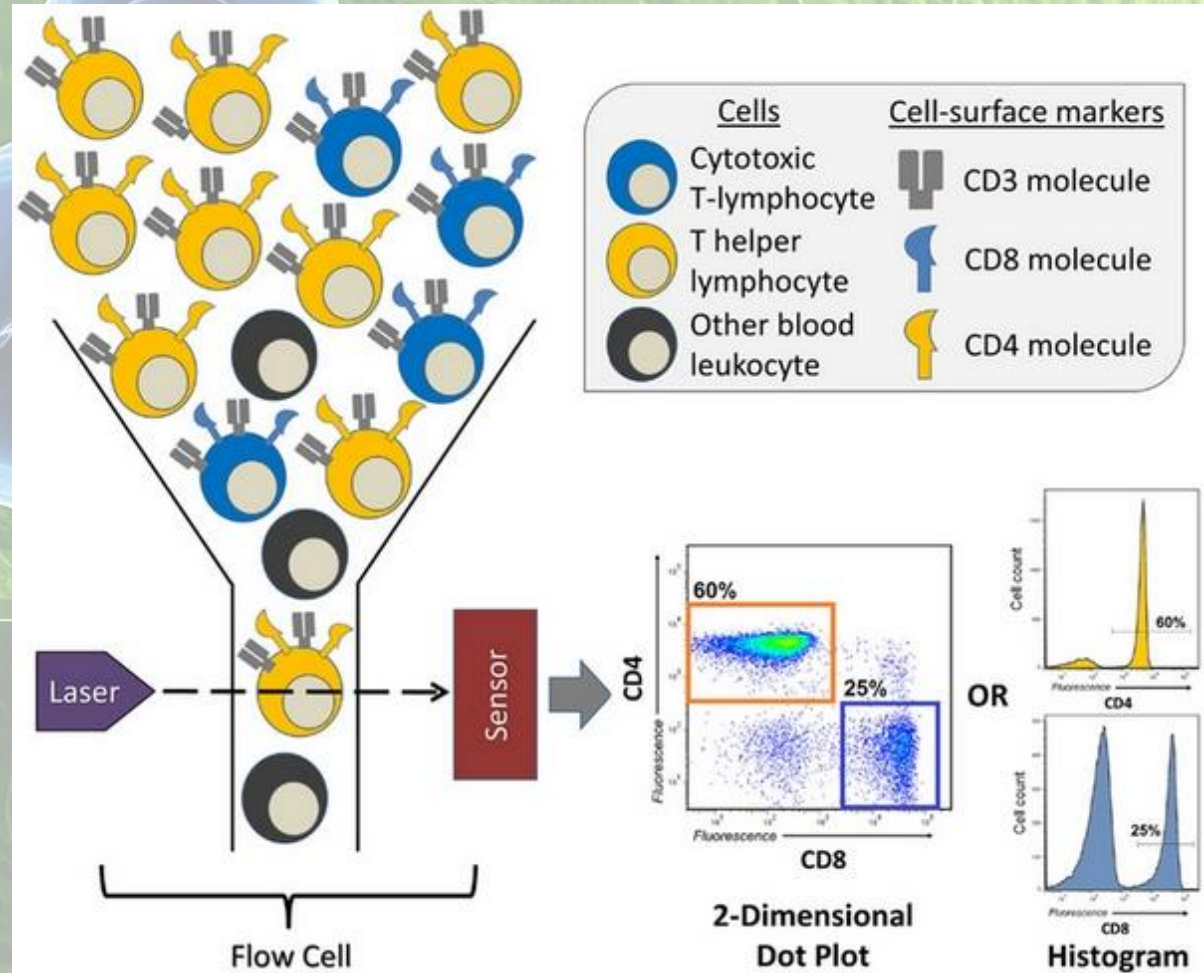 Cells
Cytotoxic
T-lymphocyte
T helper
lymphocyte
Other blood
leukocyte
Cell-surface markers
CD3 molecule
CD8 molecule
CD4 molecule
Laser
Sensor
Flow Cell
60%
25%
CD4
Fluorescence
Fluorescence
CD8
2-Dimensional
Dot Plot
OR
Cell count
60%
Fluorescence
CD4
Cell count
25%
Fluorescence
CD8
Histogram